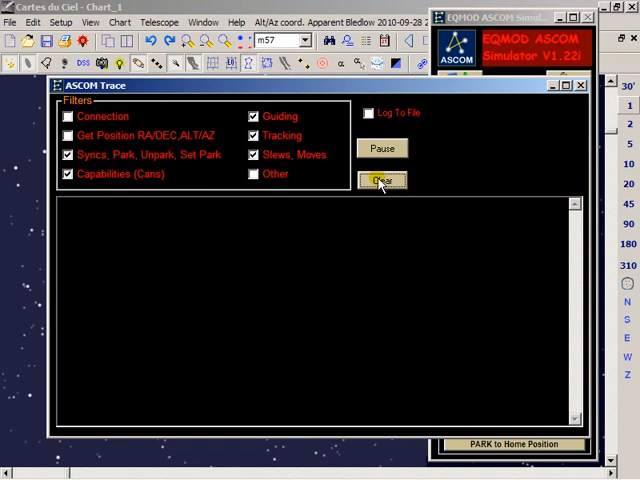 Cartes du Ciel - Chart_1
File Edit Setup View Chart Telescope Window Help Alt/Az coord. Apparent Bledlow 2010-09-28
m57
DSS
EQMOD ASCOM Simul...
ASCOM
EQMOD ASCOM
Simulator V1.22i
ASCOM Trace
Filters
Connection
Get Position RA/DEC,ALT/AZ
Syncs, Park, Unpark, Set Park
Capabilities (Cans)
Guiding
Tracking
Slews, Moves
Other
Log To File
Pause
Clear
30'
1
2
5
10
20
45
90
180
310
N
S
E
W
Z
PARK to Home Position